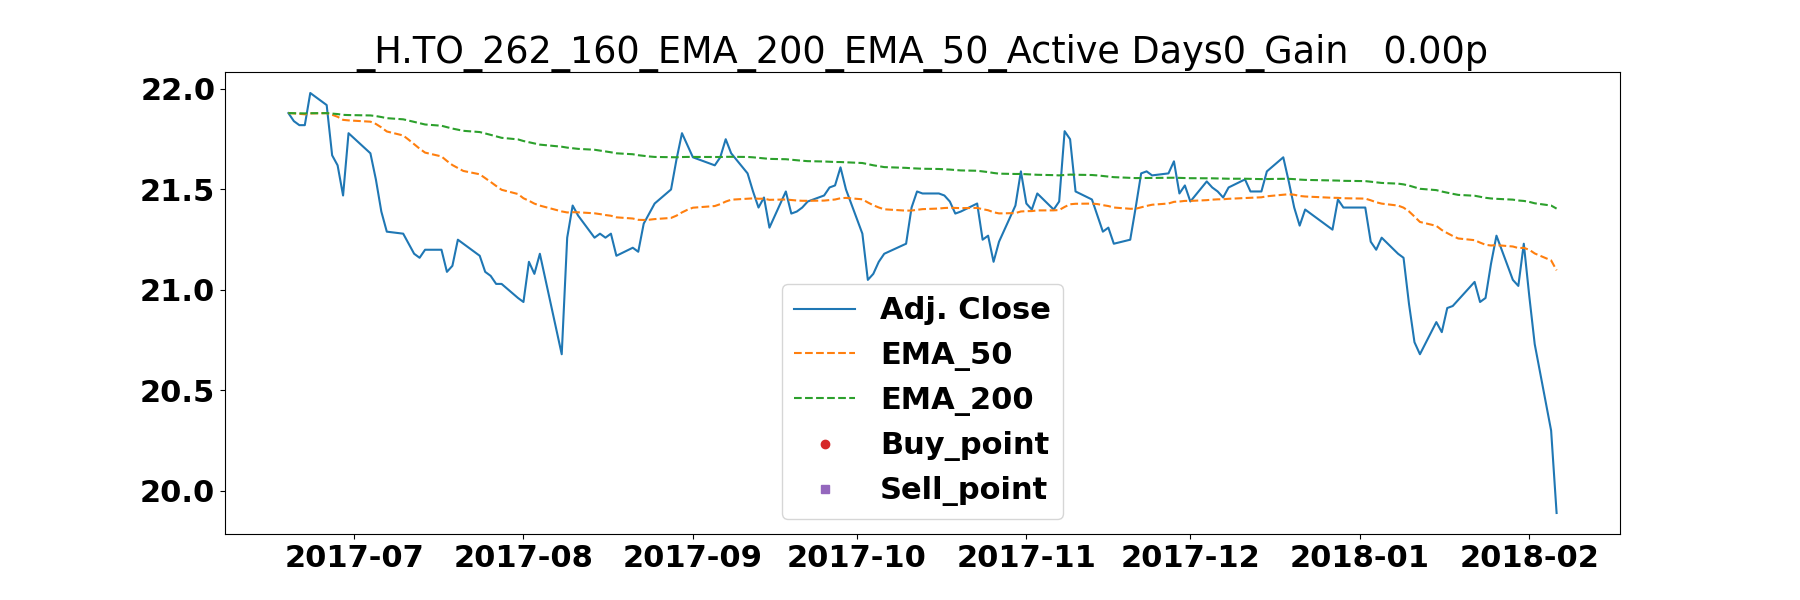 _H.TO_262_160_EMA_200_EMA_50_Active Days0_Gain   0.00p
22.0
21.5
21.0
20.5
20.0
Adj. Close
EMA_50
EMA_200
Buy_point
Sell_point
2017-07 2017-08 2017-09 2017-10 2017-11 2017-12 2018-01 2018-02